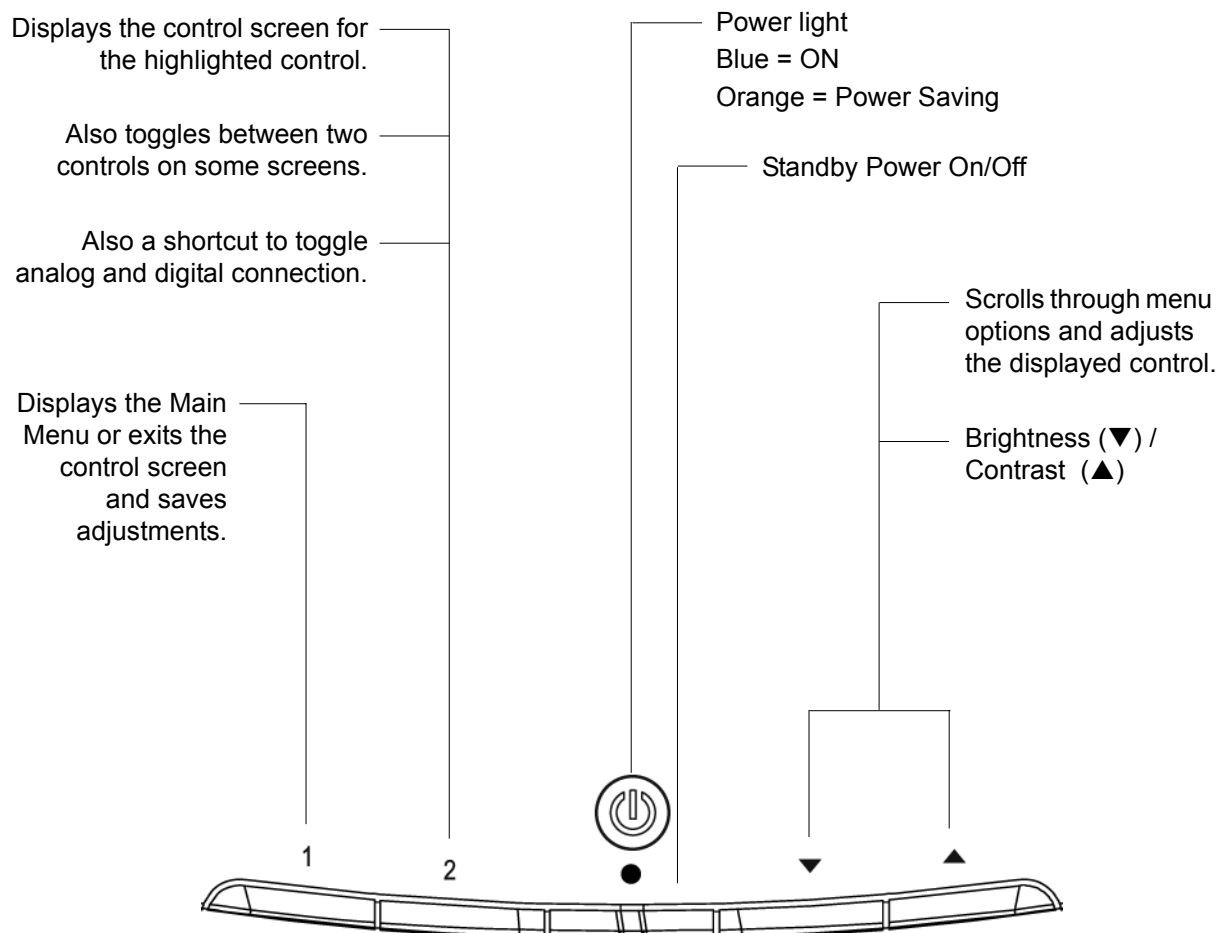 Displays the control screen for
the highlighted control.
Also toggles between two
controls on some screens.
Also a shortcut to toggle
analog and digital connection.
Displays the Main
Menu or exits the
control screen
and saves
adjustments.
Power light
Blue = ON
Orange = Power Saving
Standby Power On/Off
Scrolls through menu
options and adjusts
the displayed control.
Brightness (▼) /
Contrast (▲)
1
2
▼
▲